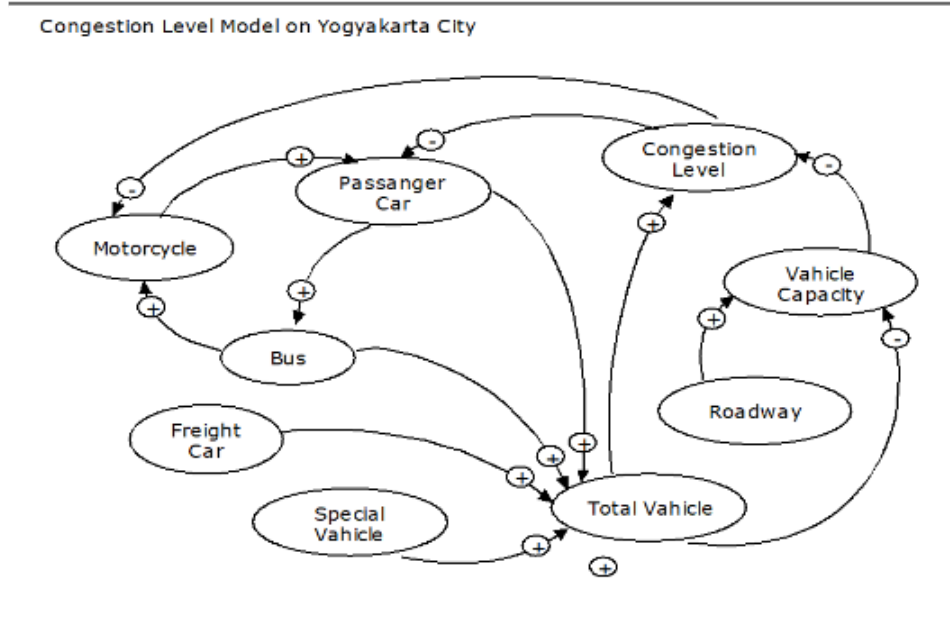 Congestion Level Model on Yogyakarta City
Congestion
Level
-
-
+
Passanger
Car
-
+
Motorcycle
Vahicle
Capacity
+
+
+
-
Bus
Roadway
Freight
Car
+
+
+
Total Vahicle
Special
Vahicle
+
+